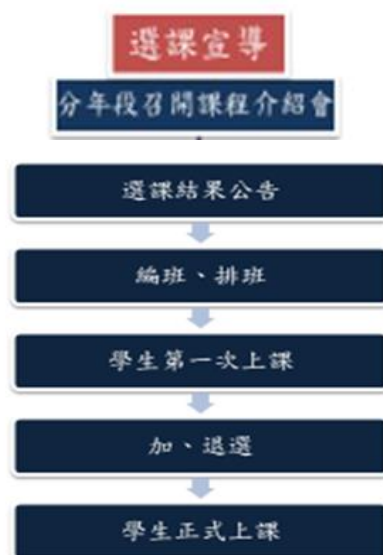 選課宣導
分年段召開課程介紹會
選課結果公告
編班、排班
學生第一次上課
加、退選
學生正式上課